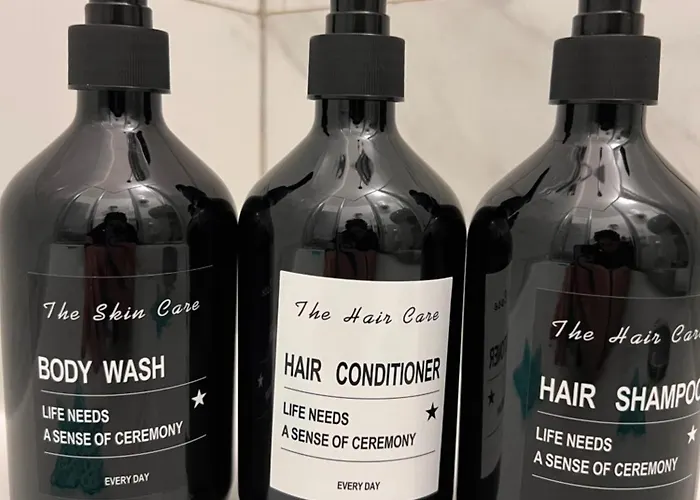 The Skin Care
BODY WASH
LIFE NEEDS
A SENSE OF CEREMONY
EVERY DAY
The Hair Care
HAIR CONDITIONER
LIFE NEEDS
A SENSE OF CEREMONY
EVERY DAY
The Hair Car
HAIR SHAMPOO
LIFE NEEDS
A SENSE OF CEREMONY